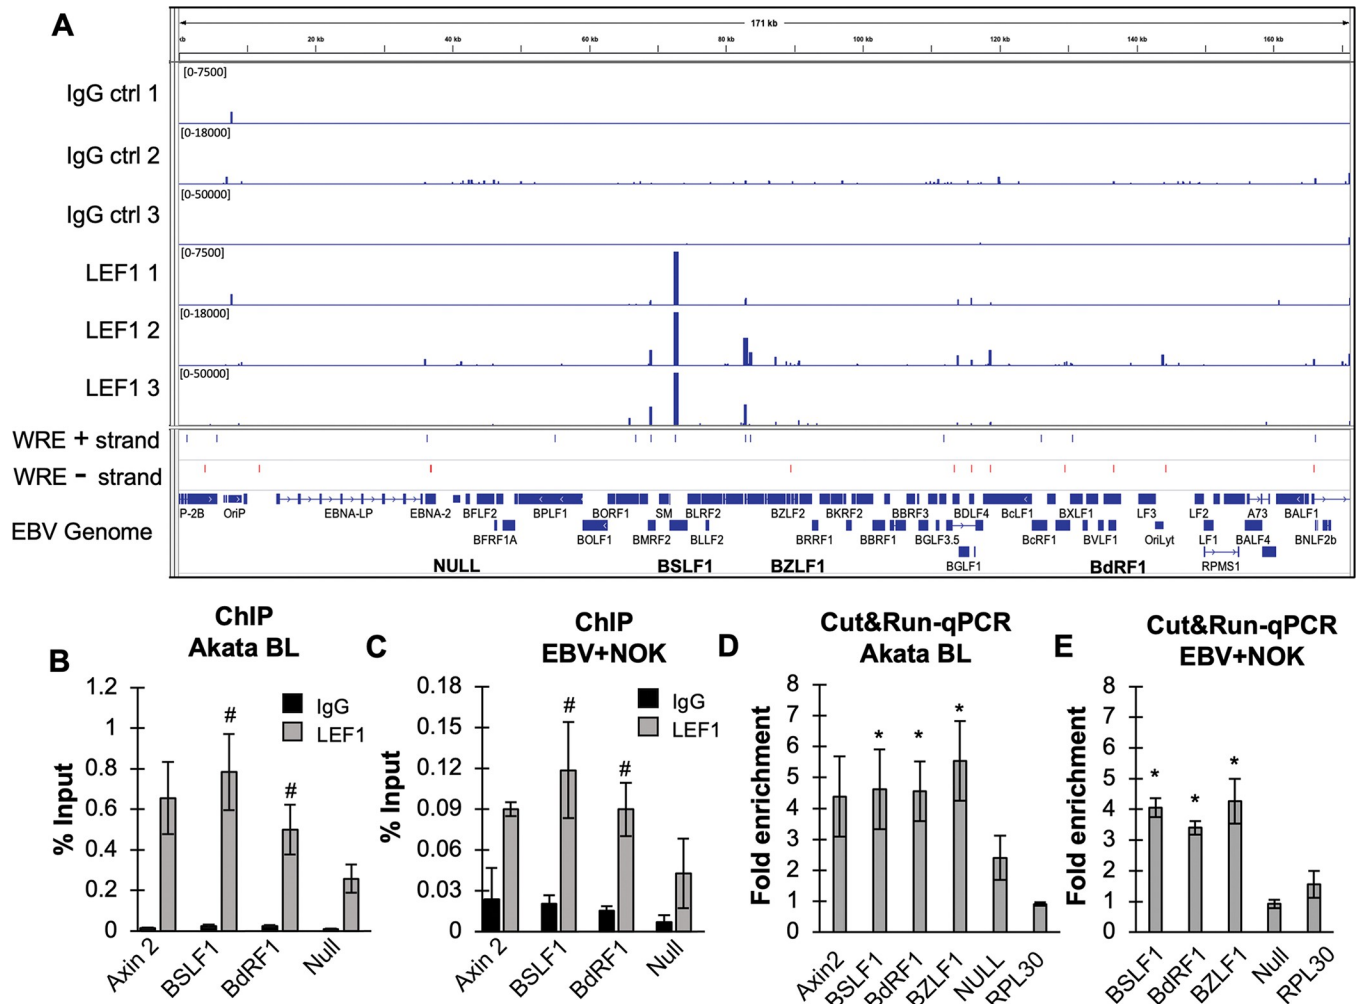 A
171 kb
kb 20 kb 40 kb 60 kb 80 kb 100 kb 120 kb 140 kb 160 kb
IgG ctrl 1 [0-7500]
IgG ctrl 2 [0-18000]
IgG ctrl 3 [0-50000]
LEF1 1 [0-7500]
LEF1 2 [0-18000]
LEF1 3 [0-50000]
WRE + strand
WRE - strand
EBV Genome
P-2B OriP EBNA-LP EBNA-2 BFLF2 BPLF1 BORF1 SM BLRF2 BZLF2 BKRF2 BBRF3 BDLF4 BcLF1 BXLF1 LF3 LF2 A73 BALF1
BFRF1A BOLF1 BMRF2 BLLF2 BRRF1 BBRF1 BGLF3.5 BcRF1 BVLF1 OriLyt LF1 BALF4 BNLF2b
NULL BSLF1 BZLF1 BGLF1 BdRF1 RPMS1
B
ChIP
Akata BL
% Input
1.2
1
0.8
0.6
0.4
0.2
0
IgG
LEF1
# #
Axin 2 BSLF1 BdRF1 Null
C
ChIP
EBV+NOK
% Input
0.18
0.15
0.12
0.09
0.06
0.03
0
IgG
LEF1
# #
Axin 2 BSLF1 BdRF1 Null
D
Cut&Run-qPCR
Akata BL
Fold enrichment
8
7
6
5
4
3
2
1
0
* * *
Axin2 BSLF1 BdRF1 BZLF1 NULL RPL30
E
Cut&Run-qPCR
EBV+NOK
Fold enrichment
8
7
6
5
4
3
2
1
0
* * *
BSLF1 BdRF1 BZLF1 Null RPL30